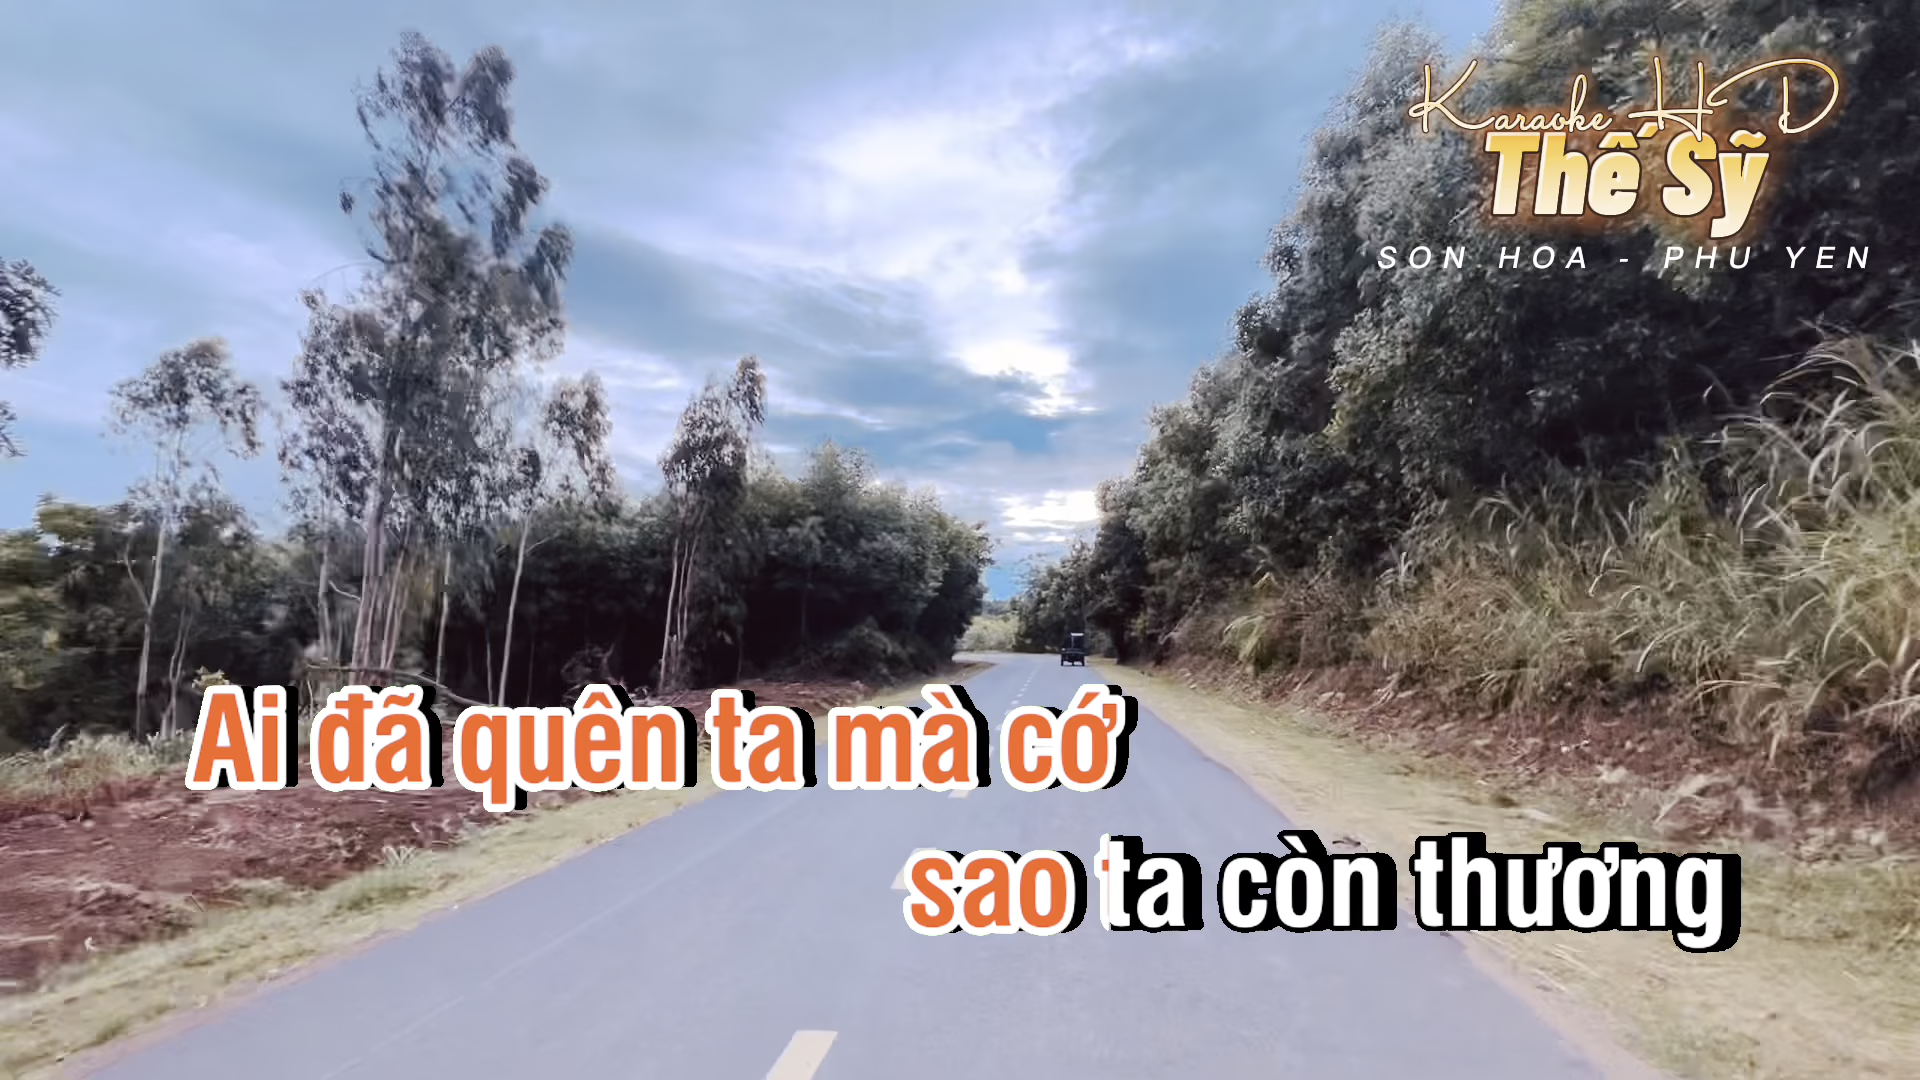 Karaoke HD
Thế Sỹ
SON HOA - PHU YEN
Ai đã quên ta mà cớ
sao ta còn thương